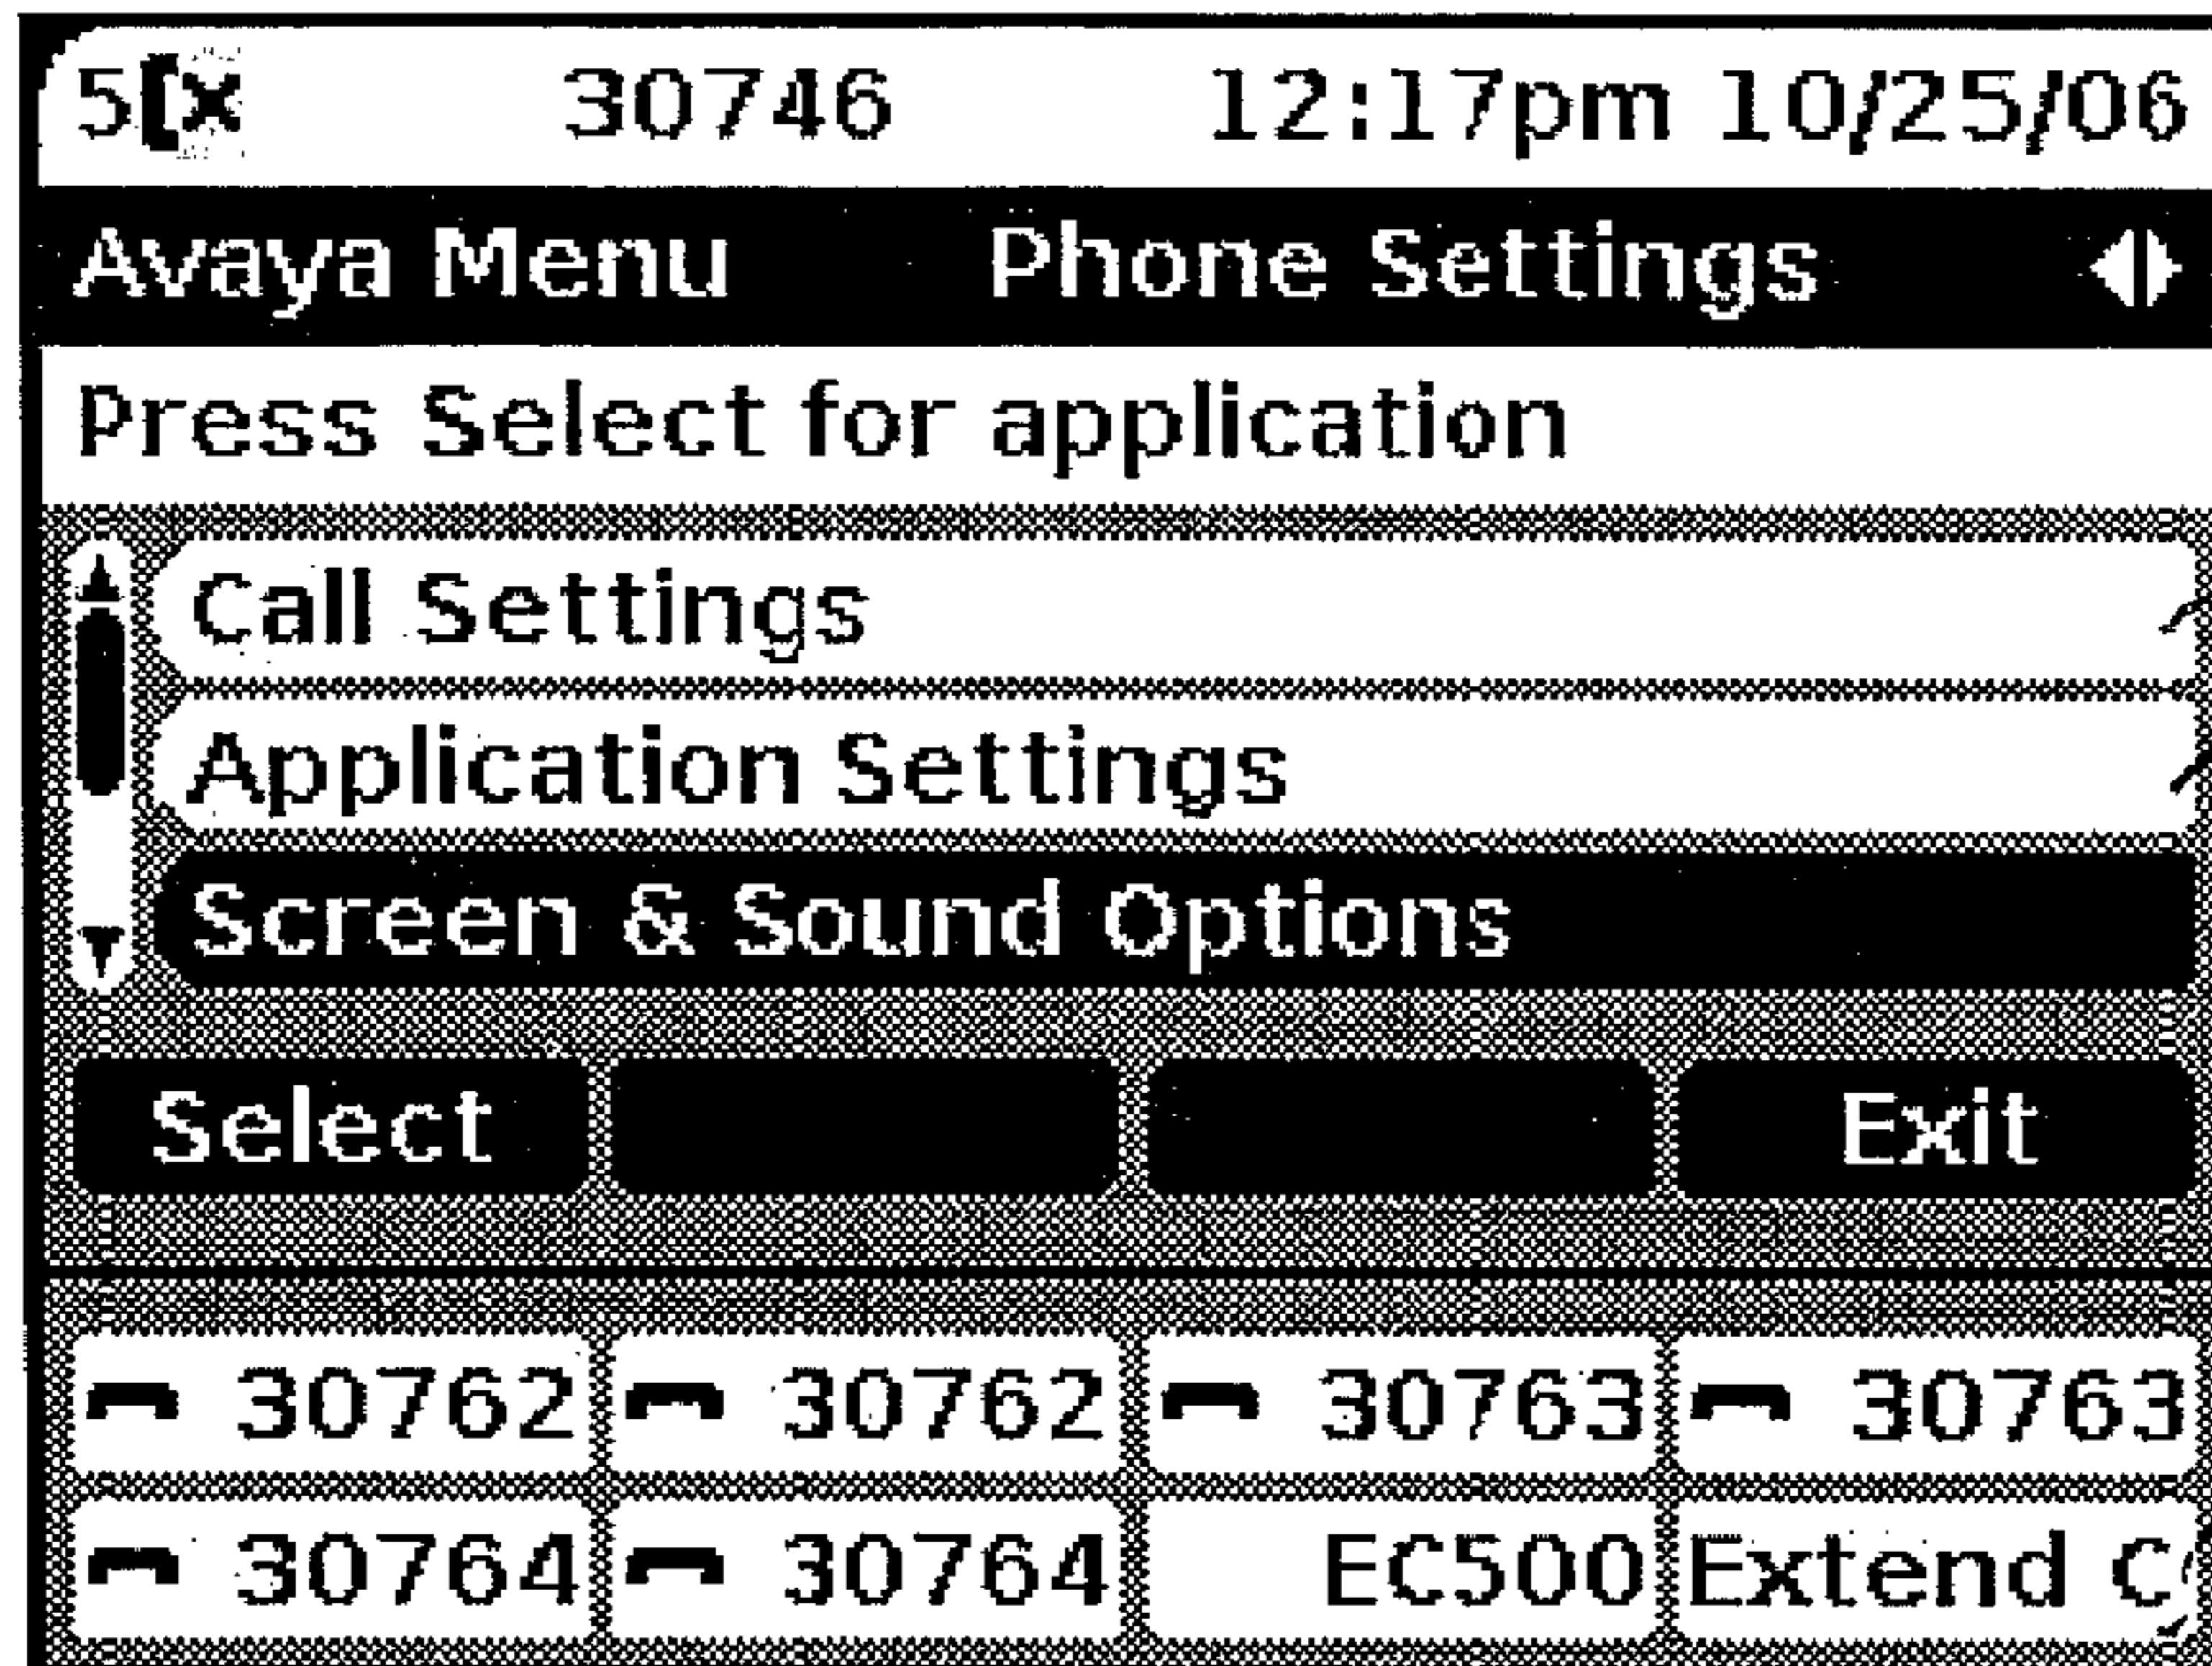 5 30746 12:17pm 10/25/06
Avaya Menu Phone Settings
Press Select for application
Call Settings
Application Settings
Screen & Sound Options
Select Exit
30762 30762 30763 30763
30764 30764 EC500 Extend